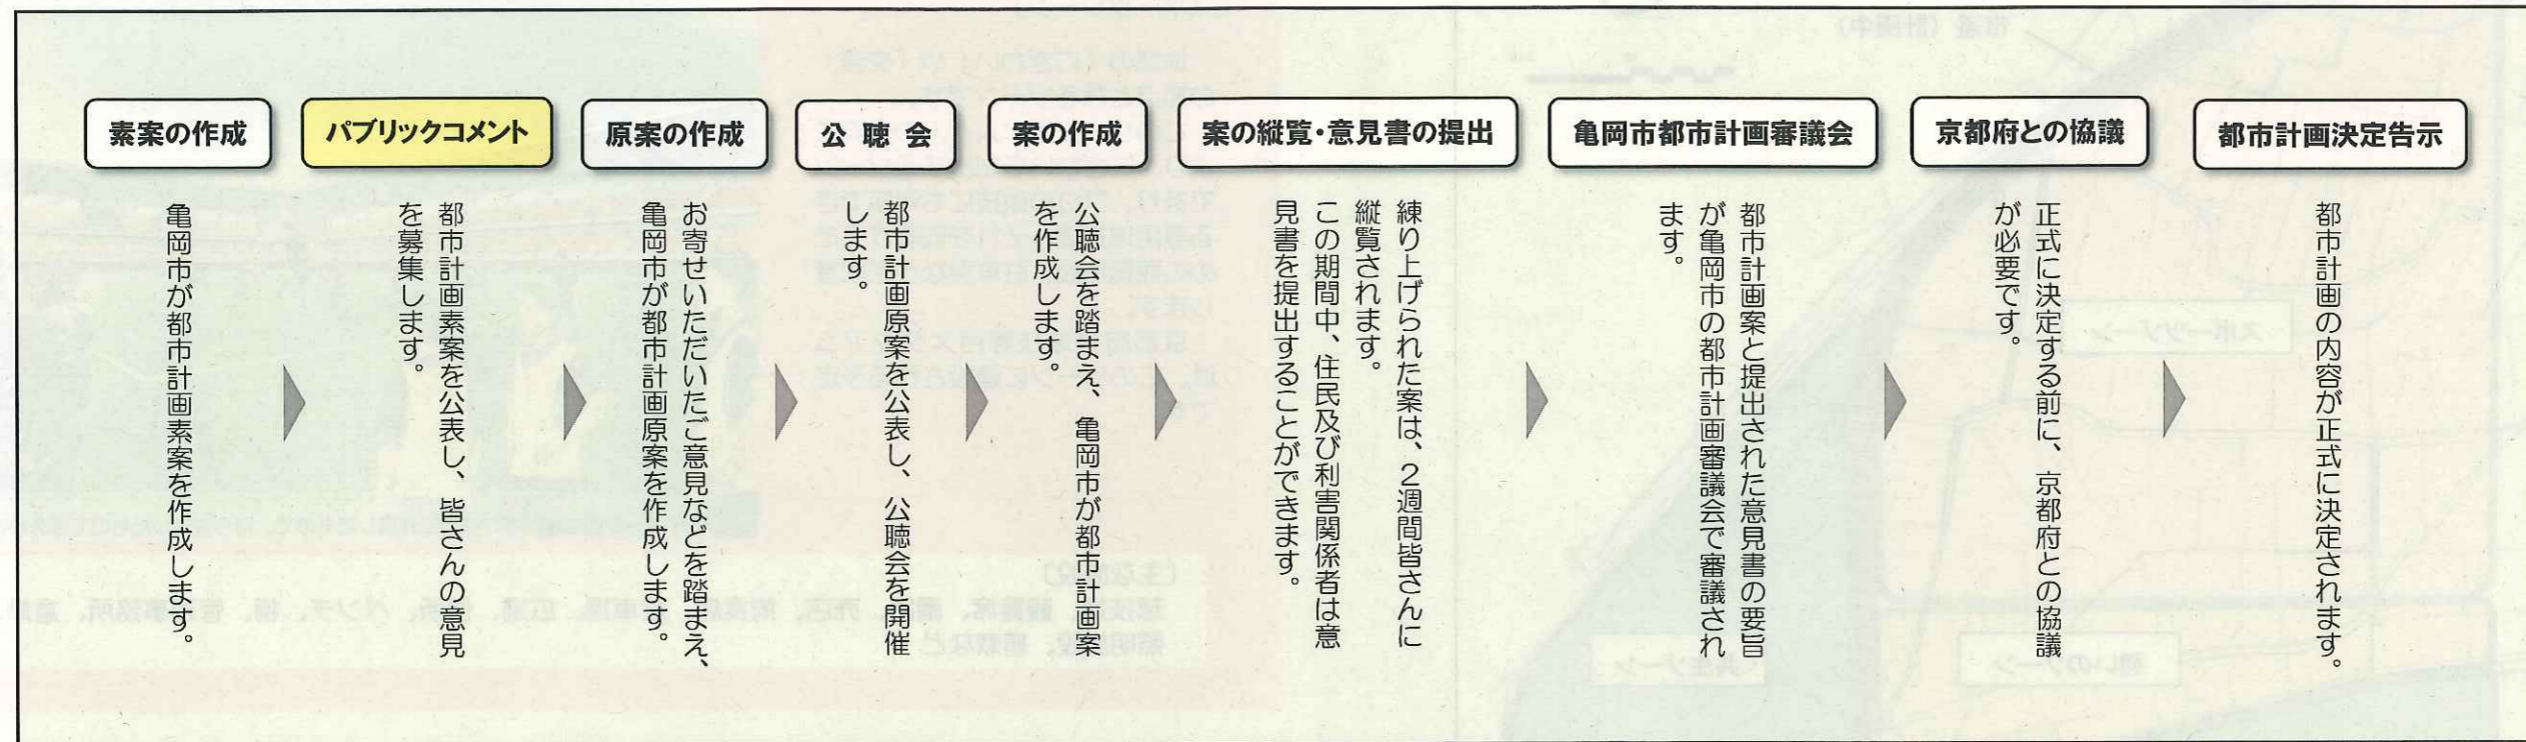 素案の作成
亀岡市が都市計画素案を作成します。
パブリックコメント
都市計画素案を公表し、皆さんの意見
を募集します。
原案の作成
お寄せいただいたご意見などを踏まえ、
亀岡市が都市計画原案を作成します。
公聴会
都市計画原案を公表し、公聴会を開催
します。
案の作成
公聴会を踏まえ、亀岡市が都市計画案
を作成します。
案の縦覧・意見書の提出
練り上げられた案は、2週間皆さんに
縦覧されます。
この期間中、住民及び利害関係者は意
見書を提出することができます。
亀岡市都市計画審議会
都市計画案と提出された意見書の要旨
が亀岡市の都市計画審議会で審議され
ます。
京都府との協議
正式に決定する前に、京都府との協議
が必要です。
都市計画決定告示
都市計画の内容が正式に決定されます。